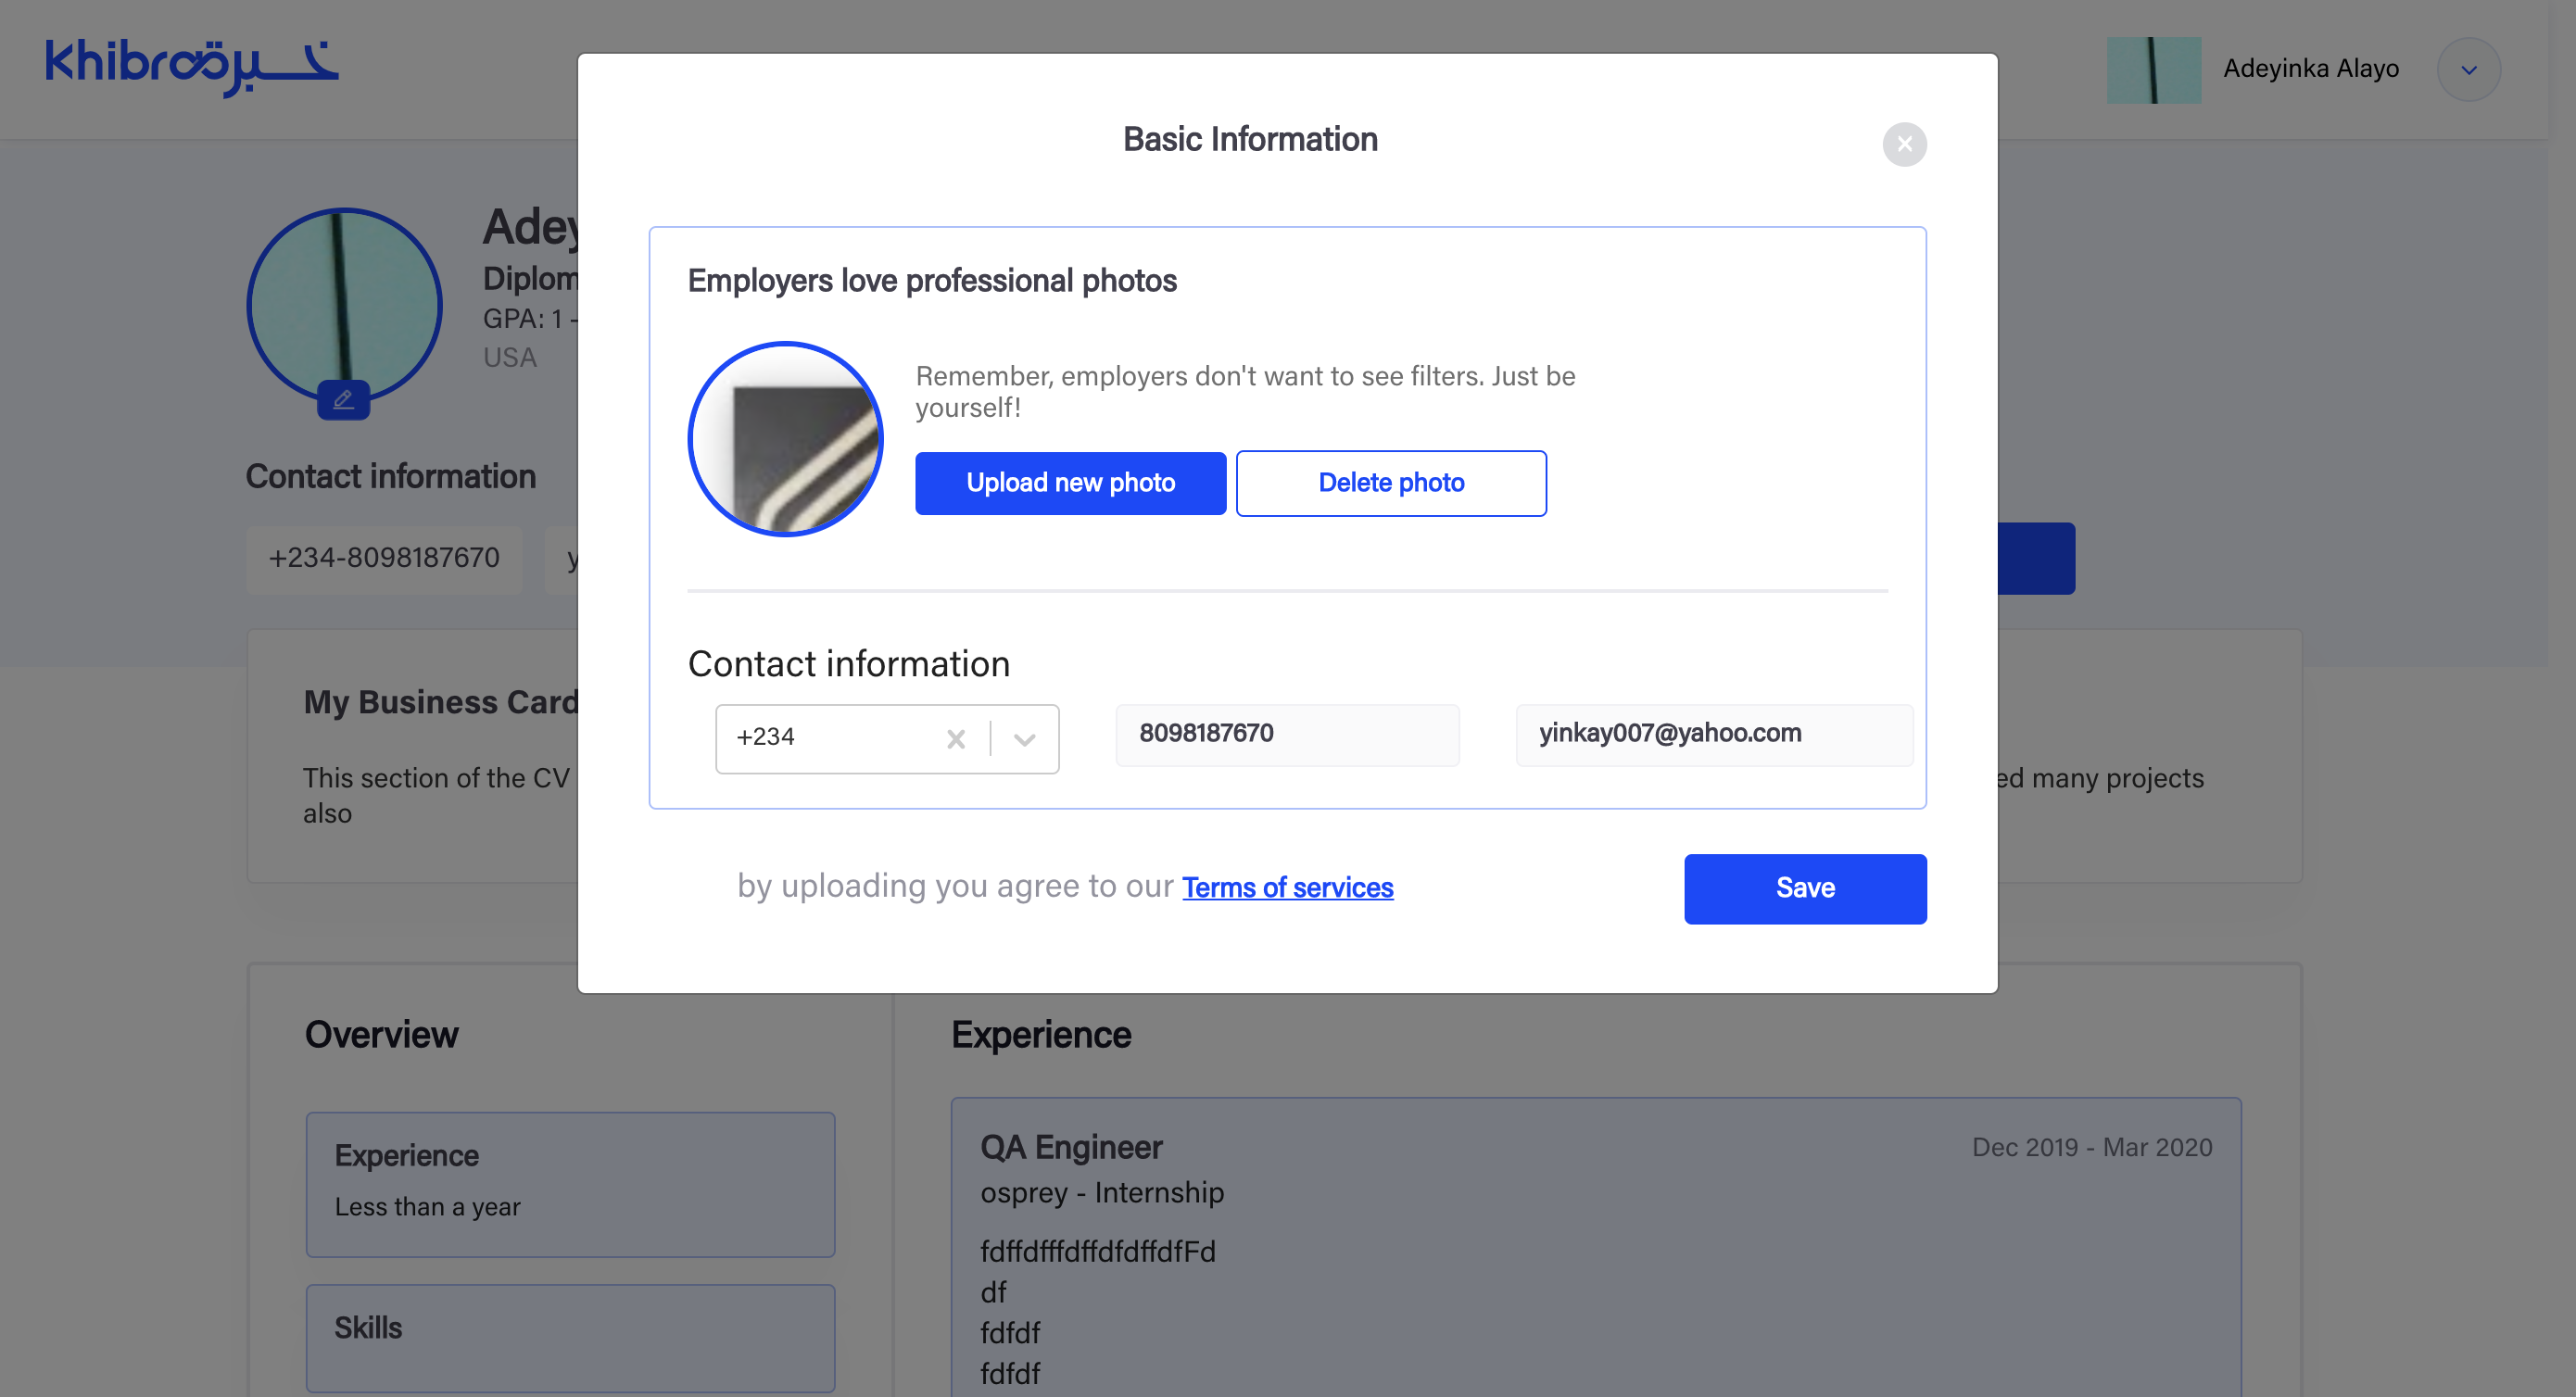 khibra خبرة
Adeyinka Alayo
Basic Information
Adey
Diplom
GPA: 1 -
USA
Employers love professional photos
Remember, employers don't want to see filters. Just be
yourself!
Upload new photo
Delete photo
Contact information
+234-8098187670
y
Contact information
+234
8098187670
yinkay007@yahoo.com
My Business Card
This section of the CV
ed many projects
also
by uploading you agree to our Terms of services
Save
Overview
Experience
Less than a year
Skills
Experience
QA Engineer
Dec 2019 - Mar 2020
osprey - Internship
fdffdfffdffdfdffdfFd
df
fdfdf
fdfdf